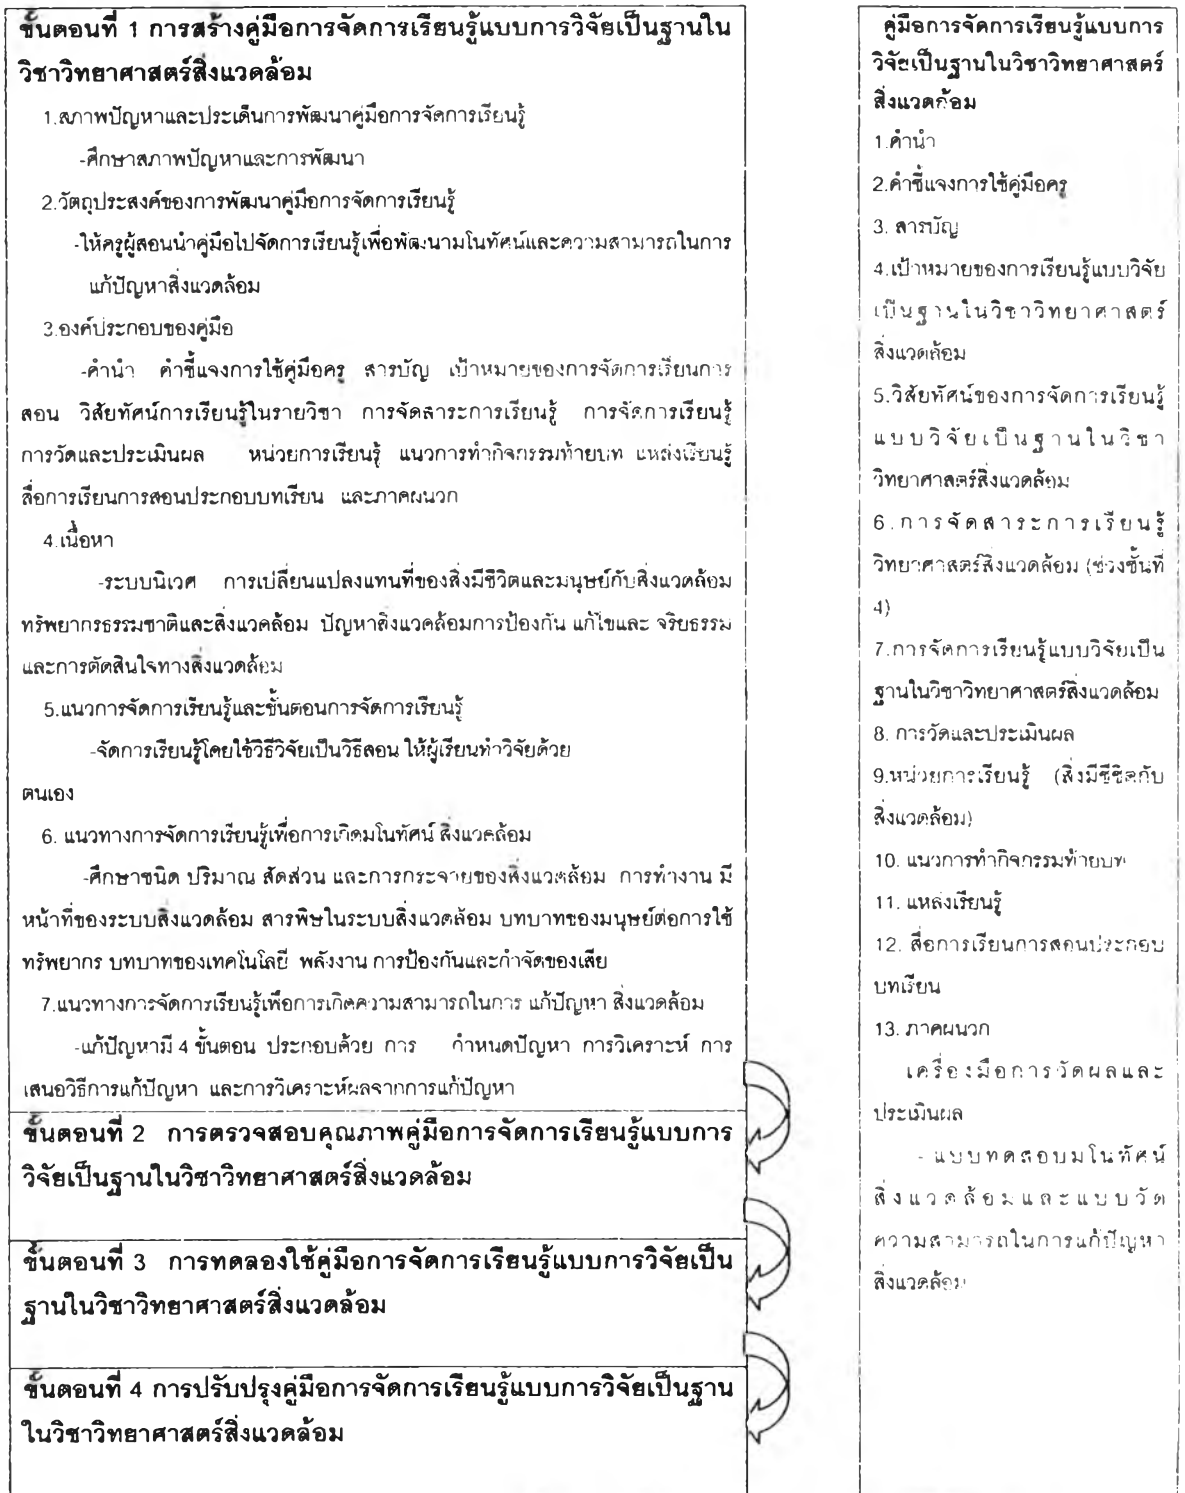 ขั้นตอนที่ 1 การสร้างคู่มือการจัดการเรียนรู้แบบการวิจัยเป็นฐานใน
วิชาวิทยาศาสตร์สิ่งแวดล้อม
1.สภาพปัญหาและประเด็นการพัฒนาคู่มือการจัดการเรียนรู้
-ศึกษาสภาพปัญหาและการพัฒนา
2.วัตถุประสงค์ของการพัฒนาคู่มือการจัดการเรียนรู้
-ให้ครูผู้สอนนำคู่มือไปจัดการเรียนรู้เพื่อพัฒนามโนทัศน์และความสามารถในการ
แก้ปัญหาสิ่งแวดล้อม
3.องค์ประกอบของคู่มือ
-คำนำ คำชี้แจงการใช้คู่มือครู สารบัญ เป้าหมายของการจัดการเรียนการ
สอน วิสัยทัศน์การเรียนรู้ในรายวิชา การจัดสาระการเรียนรู้ การจัดการเรียนรู้
การวัดและประเมินผล หน่วยการเรียนรู้ แนวการทำกิจกรรมท้ายบท แหล่งเรียนรู้
สื่อการเรียนการสอนประกอบบทเรียน และภาคผนวก
4.เนื้อหา
-ระบบนิเวศ การเปลี่ยนแปลงแทนที่ของสิ่งมีชีวิตและมนุษย์กับสิ่งแวดล้อม
ทรัพยากรธรรมชาติและสิ่งแวดล้อม ปัญหาสิ่งแวดล้อมการป้องกัน แก้ไขและ จริยธรรม
และการตัดสินใจทางสิ่งแวดล้อม
5.แนวการจัดการเรียนรู้และขั้นตอนการจัดการเรียนรู้
-จัดการเรียนรู้โดยใช้วิธีวิจัยเป็นวิธีสอน ให้ผู้เรียนทำวิจัยด้วย
ตนเอง
6. แนวทางการจัดการเรียนรู้เพื่อการเกิดมโนทัศน์ สิ่งแวดล้อม
-ศึกษาชนิด ปริมาณ สัดส่วน และการกระจายของสิ่งแวดล้อม การทำงาน มี
หน้าที่ของระบบสิ่งแวดล้อม สารพิษในระบบสิ่งแวดล้อม บทบาทของมนุษย์ต่อการใช้
ทรัพยากร บทบาทของเทคโนโลยี พลังงาน การป้องกันและกำจัดของเสีย
7.แนวทางการจัดการเรียนรู้เพื่อการเกิดความสามารถในการ แก้ปัญหา สิ่งแวดล้อม
-แก้ปัญหามี 4 ขั้นตอน ประกอบด้วย การ กำหนดปัญหา การวิเคราะห์ การ
เสนอวิธีการแก้ปัญหา และการวิเคราะห์ผลจากการแก้ปัญหา
ขั้นตอนที่ 2 การตรวจสอบคุณภาพคู่มือการจัดการเรียนรู้แบบการ
วิจัยเป็นฐานในวิชาวิทยาศาสตร์สิ่งแวดล้อม
ขั้นตอนที่ 3 การทดลองใช้คู่มือการจัดการเรียนรู้แบบการวิจัยเป็น
ฐานในวิชาวิทยาศาสตร์สิ่งแวดล้อม
ขั้นตอนที่ 4 การปรับปรุงคู่มือการจัดการเรียนรู้แบบการวิจัยเป็นฐาน
ในวิชาวิทยาศาสตร์สิ่งแวดล้อม
คู่มือการจัดการเรียนรู้แบบการ
วิจัยเป็นฐานในวิชาวิทยาศาสตร์
สิ่งแวดล้อม
1.คำนำ
2.คำชี้แจงการใช้คู่มือครู
3. สารบัญ
4.เป้าหมายของการเรียนรู้แบบวิจัย
เป็นฐานในวิชาวิทยาศาสตร์
สิ่งแวดล้อม
5.วิสัยทัศน์ของการจัดการเรียนรู้
แบบวิจัยเป็นฐานในวิชา
วิทยาศาสตร์สิ่งแวดล้อม
6.การจัดสาระการเรียนรู้
วิทยาศาสตร์สิ่งแวดล้อม (ช่วงชั้นที่
4)
7.การจัดการเรียนรู้แบบวิจัยเป็น
ฐานในวิชาวิทยาศาสตร์สิ่งแวดล้อม
8. การวัดและประเมินผล
9.หน่วยการเรียนรู้ (สิ่งมีชีชิตกับ
สิ่งแวดล้อม)
10. แนวการทำกิจกรรมท้ายบท
11. แหล่งเรียนรู้
12. สื่อการเรียนการสอนประกอบ
บทเรียน
13. ภาคผนวก
เครื่องมือการวัดผลและ
ประเมินผล
- แบบทดสอบมโนทัศน์
สิ่งแวดล้อมและแบบวัด
ความสามารถในการแก้ปัญหา
สิ่งแวดล้อม